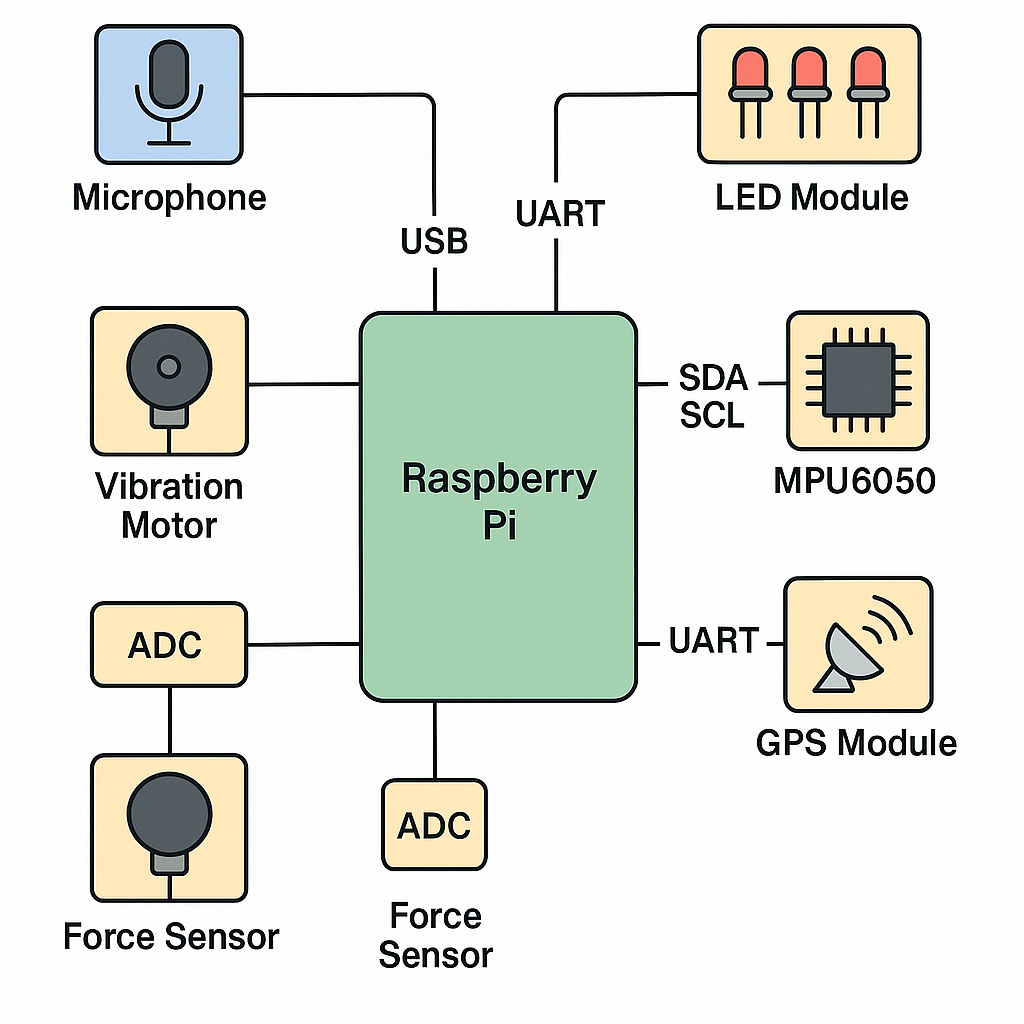 Microphone
USB
UART
LED Module
Vibration
Motor
Raspberry
Pi
SDA
SCL
MPU6050
ADC
UART
GPS Module
Force Sensor
ADC
Force
Sensor